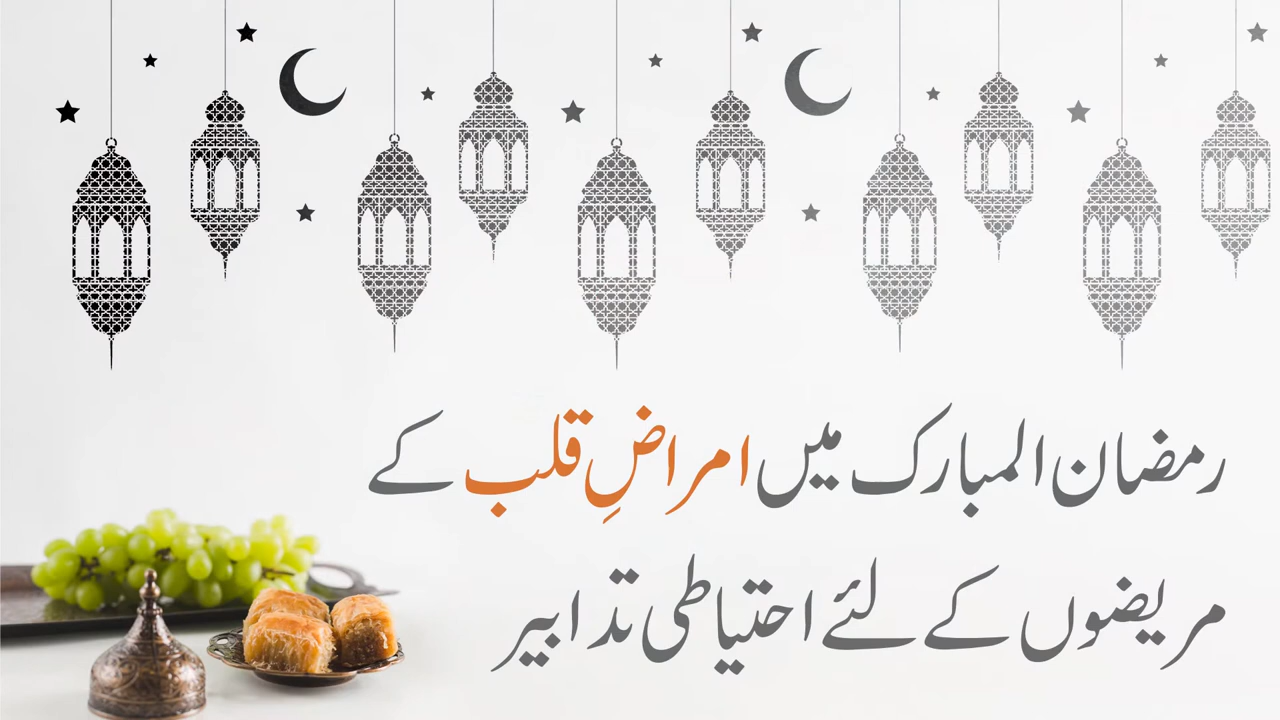 رمضان المبارک میں امراضِ قلب کے
مریضوں کے لئے احتیاطی تدابیر